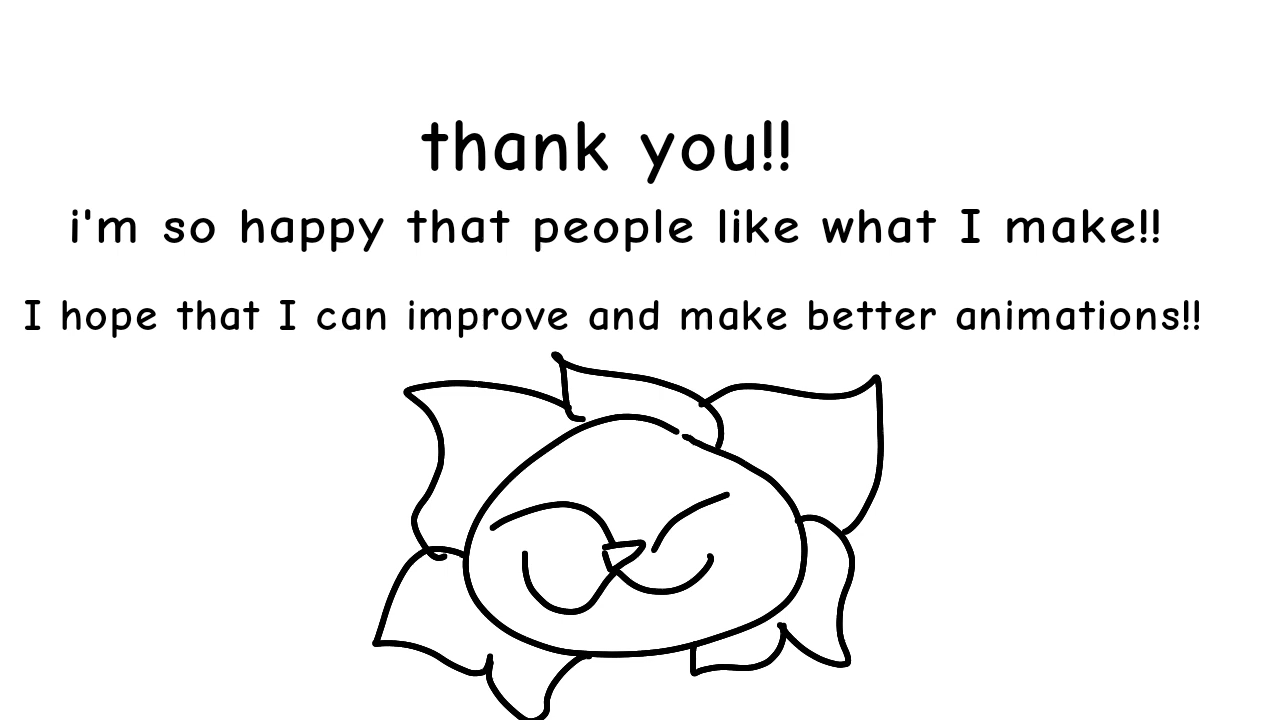 thank you!!
i'm so happy that people like what I make!!
I hope that I can improve and make better animations!!